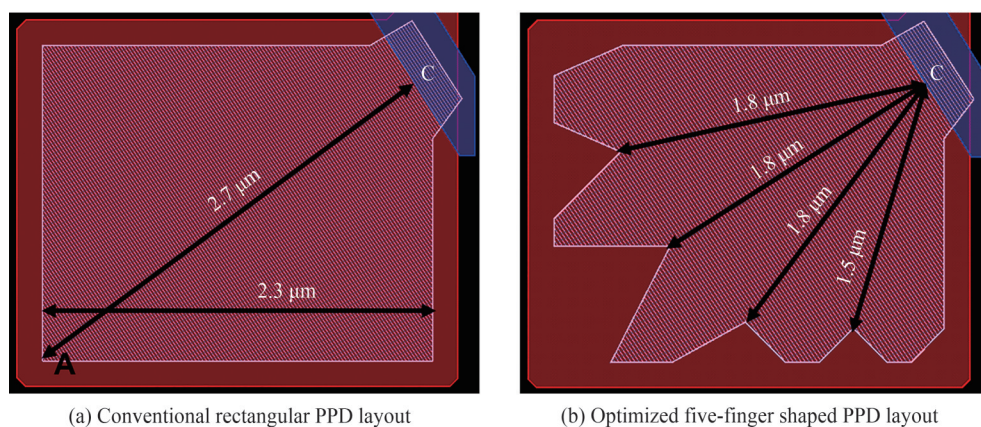 C
2.7 μm
2.3 μm
A
(a) Conventional rectangular PPD layout
C
1.8 μm
1.8 μm
1.8 μm
1.5 μm
(b) Optimized five-finger shaped PPD layout